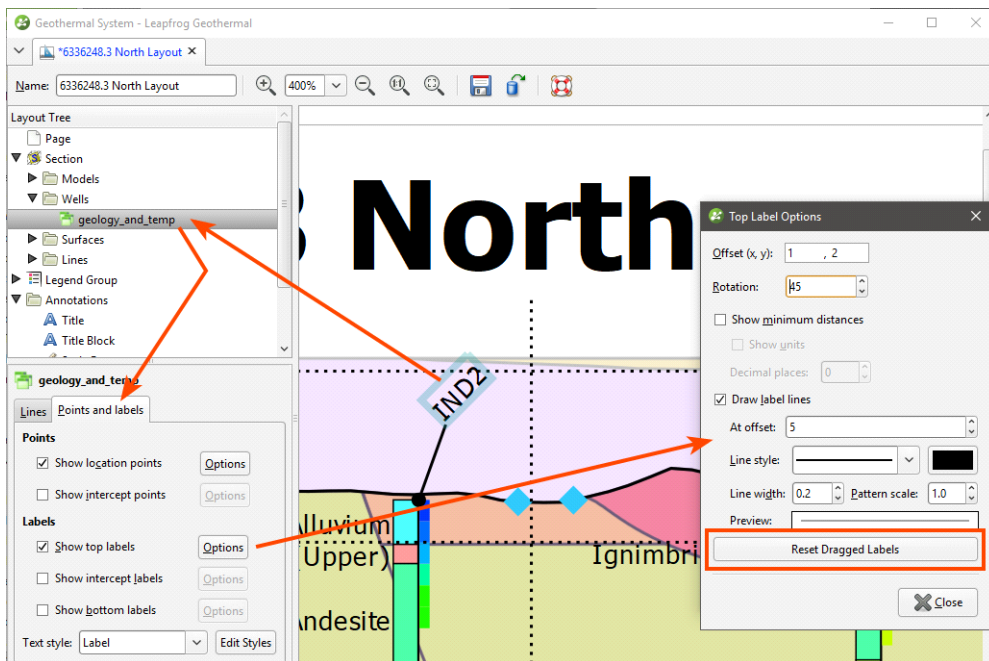 Geothermal System - Leapfrog Geothermal
*6336248.3 North Layout
Name: 6336248.3 North Layout
400%
Layout Tree
Page
Section
Models
Wells
geology_and_temp
Surfaces
Lines
Legend Group
Annotations
Title
Title Block
geology_and_temp
Lines
Points and labels
Points
Show location points
Options
Show intercept points
Options
Labels
Show top labels
Options
Show intercept labels
Options
Show bottom labels
Options
Text style: Label
Edit Styles
3 North
IND2
Alluvium
(Upper)
Andesite
Ignimbri
Top Label Options
Offset (x, y): 1 , 2
Rotation: 45
Show minimum distances
Show units
Decimal places: 0
Draw label lines
At offset: 5
Line style:
Line width: 0.2
Pattern scale: 1.0
Preview:
Reset Dragged Labels
Close